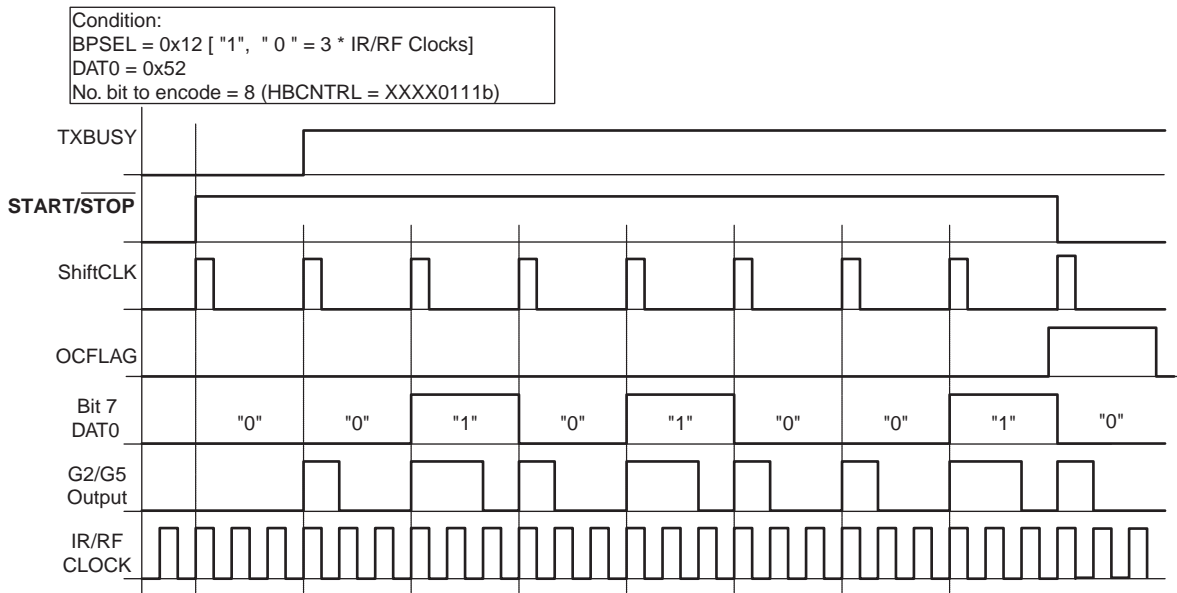 Condition:
BPSEL = 0x12 [ "1",  " 0 " = 3 * IR/RF Clocks]
DAT0 = 0x52
No. bit to encode = 8 (HBCNTRL = XXXX0111b)
TXBUSY
START/STOP
ShiftCLK
OCFLAG
Bit 7
DAT0
"0" "0" "1" "0" "1" "0" "0" "1" "0"
G2/G5
Output
IR/RF
CLOCK